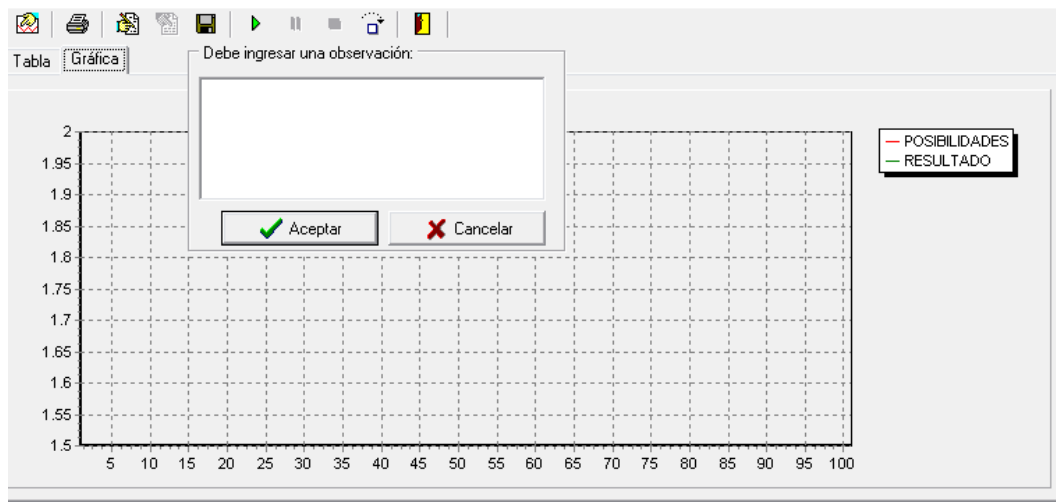 Tabla Gráfica
Debe ingresar una observación:
Aceptar Cancelar
POSIBILIDADES
RESULTADO
2
1.95
1.9
1.85
1.8
1.75
1.7
1.65
1.6
1.55
1.5
5 10 15 20 25 30 35 40 45 50 55 60 65 70 75 80 85 90 95 100